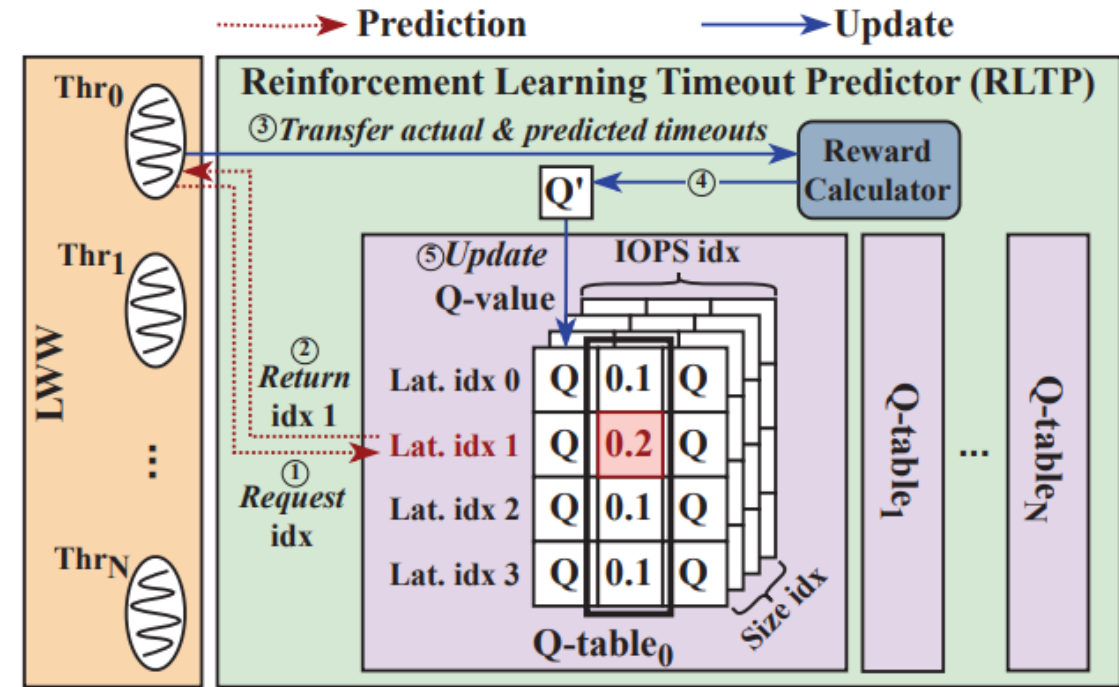 Prediction
Update
LWW
Thr0
Thr1
...
ThrN
Reinforcement Learning Timeout Predictor (RLTP)
③Transfer actual & predicted timeouts
Reward
Calculator
④
Q'
⑤Update
Q-value
IOPS idx
②
Return
idx 1
①
Request
idx
Lat. idx 0 Q 0.1 Q
Lat. idx 1 Q 0.2 Q
Lat. idx 2 Q 0.1 Q
Lat. idx 3 Q 0.1 Q
Size idx
Q-table0
Q-table1
...
Q-tableN